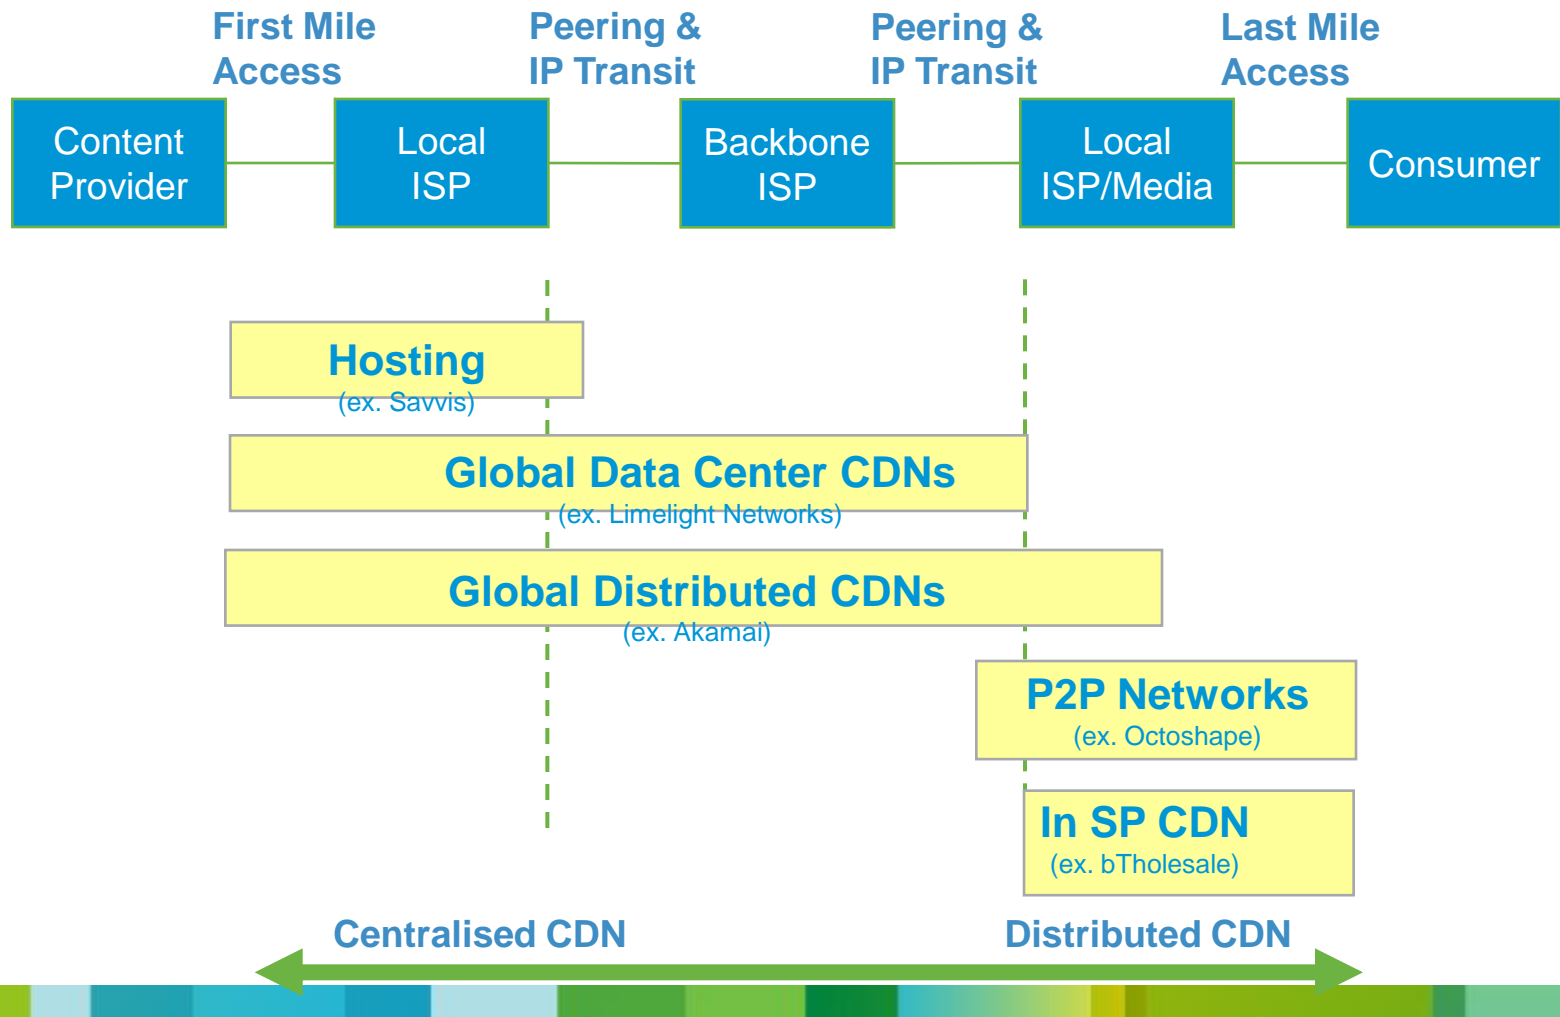 First Mile
Access
Peering &
IP Transit
Peering &
IP Transit
Last Mile
Access
Content
Provider
Local
ISP
Backbone
ISP
Local
ISP/Media
Consumer
Hosting
(ex. Savvis)
Global Data Center CDNs
(ex. Limelight Networks)
Global Distributed CDNs
(ex. Akamai)
P2P Networks
(ex. Octoshape)
In SP CDN
(ex. bTholesale)
Centralised CDN
Distributed CDN